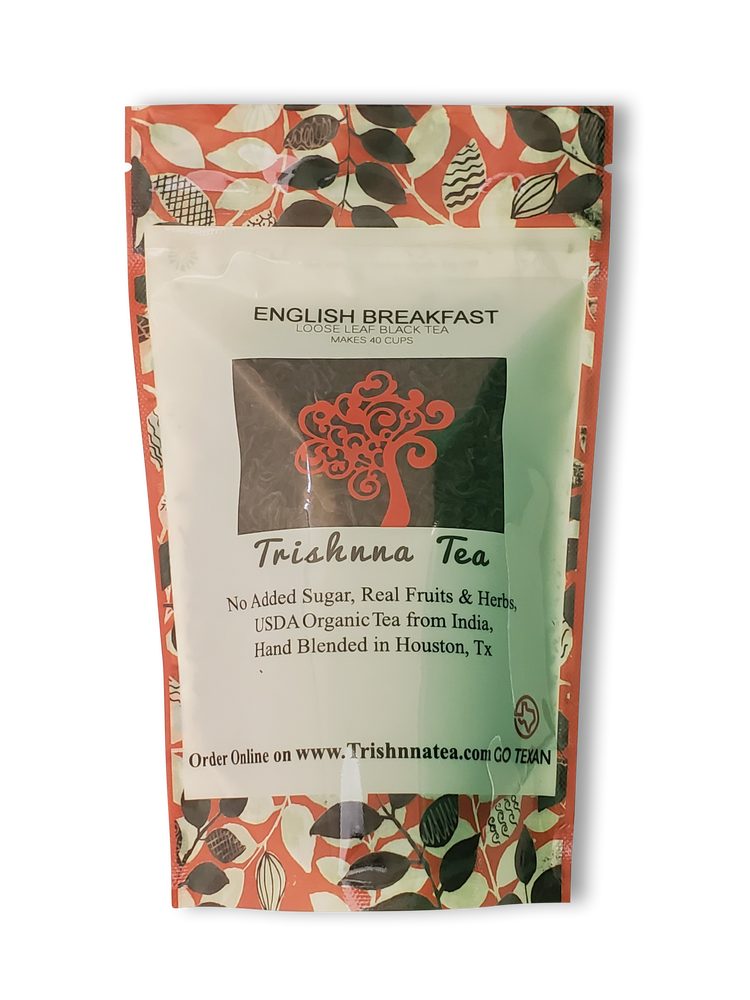 ENGLISH BREAKFAST
LOOSE LEAF BLACK TEA
MAKES 40 CUPS
Trishnna Tea
No Added Sugar, Real Fruits & Herbs,
USDA Organic Tea from India,
Hand Blended in Houston, Tx
Order Online on www.Trishnnatea.com GO TEXAN